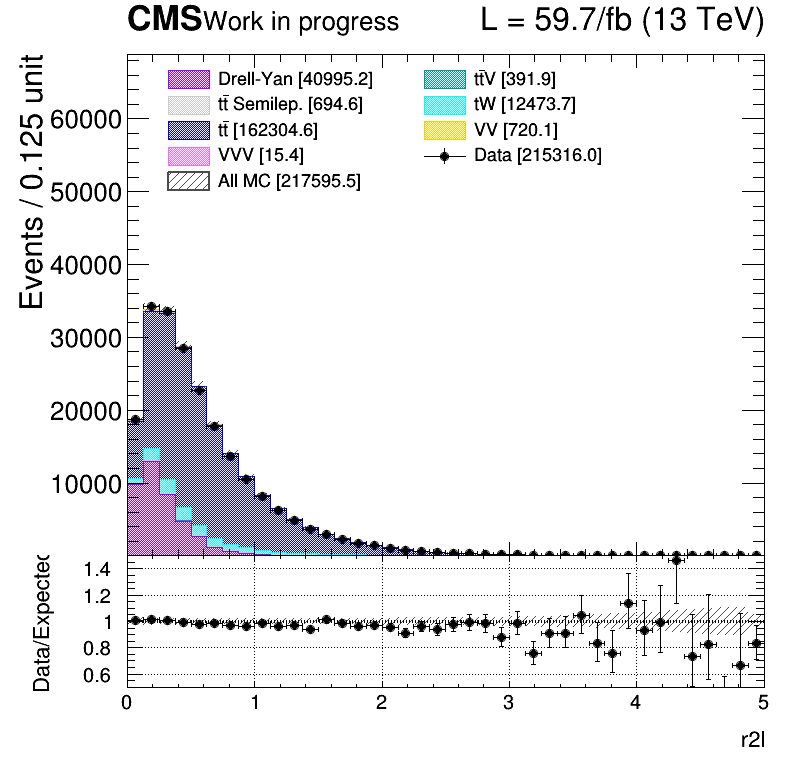 CMS Work in progress L = 59.7/fb (13 TeV)
Events / 0.125 unit
Drell-Yan [40995.2]
tt̄ Semilep. [694.6]
tt̄ [162304.6]
VVV [15.4]
All MC [217595.5]
tt̄V [391.9]
tW [12473.7]
VV [720.1]
Data [215316.0]
60000
50000
40000
30000
20000
10000
Data/Expected
1.4
1.2
1
0.8
0.6
0 1 2 3 4 5
r2l